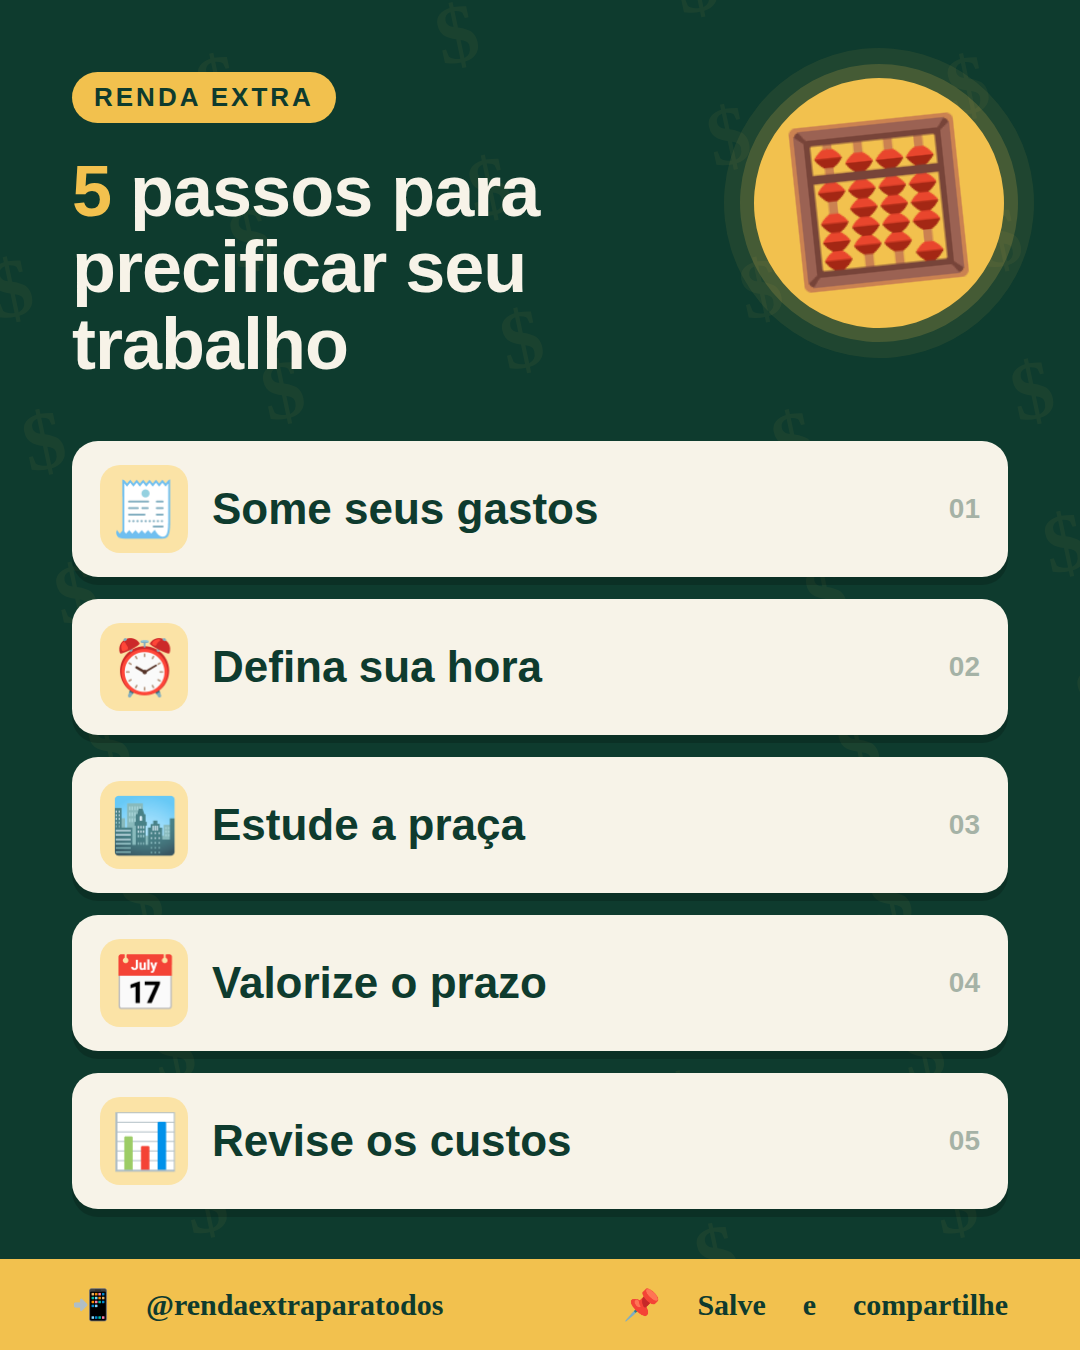 RENDA EXTRA
5 passos para
precificar seu
trabalho
Some seus gastos
01
Defina sua hora
02
Estude a praça
03
July
17
Valorize o prazo
04
Revise os custos
05
@rendaextraparatodos
Salve e compartilhe